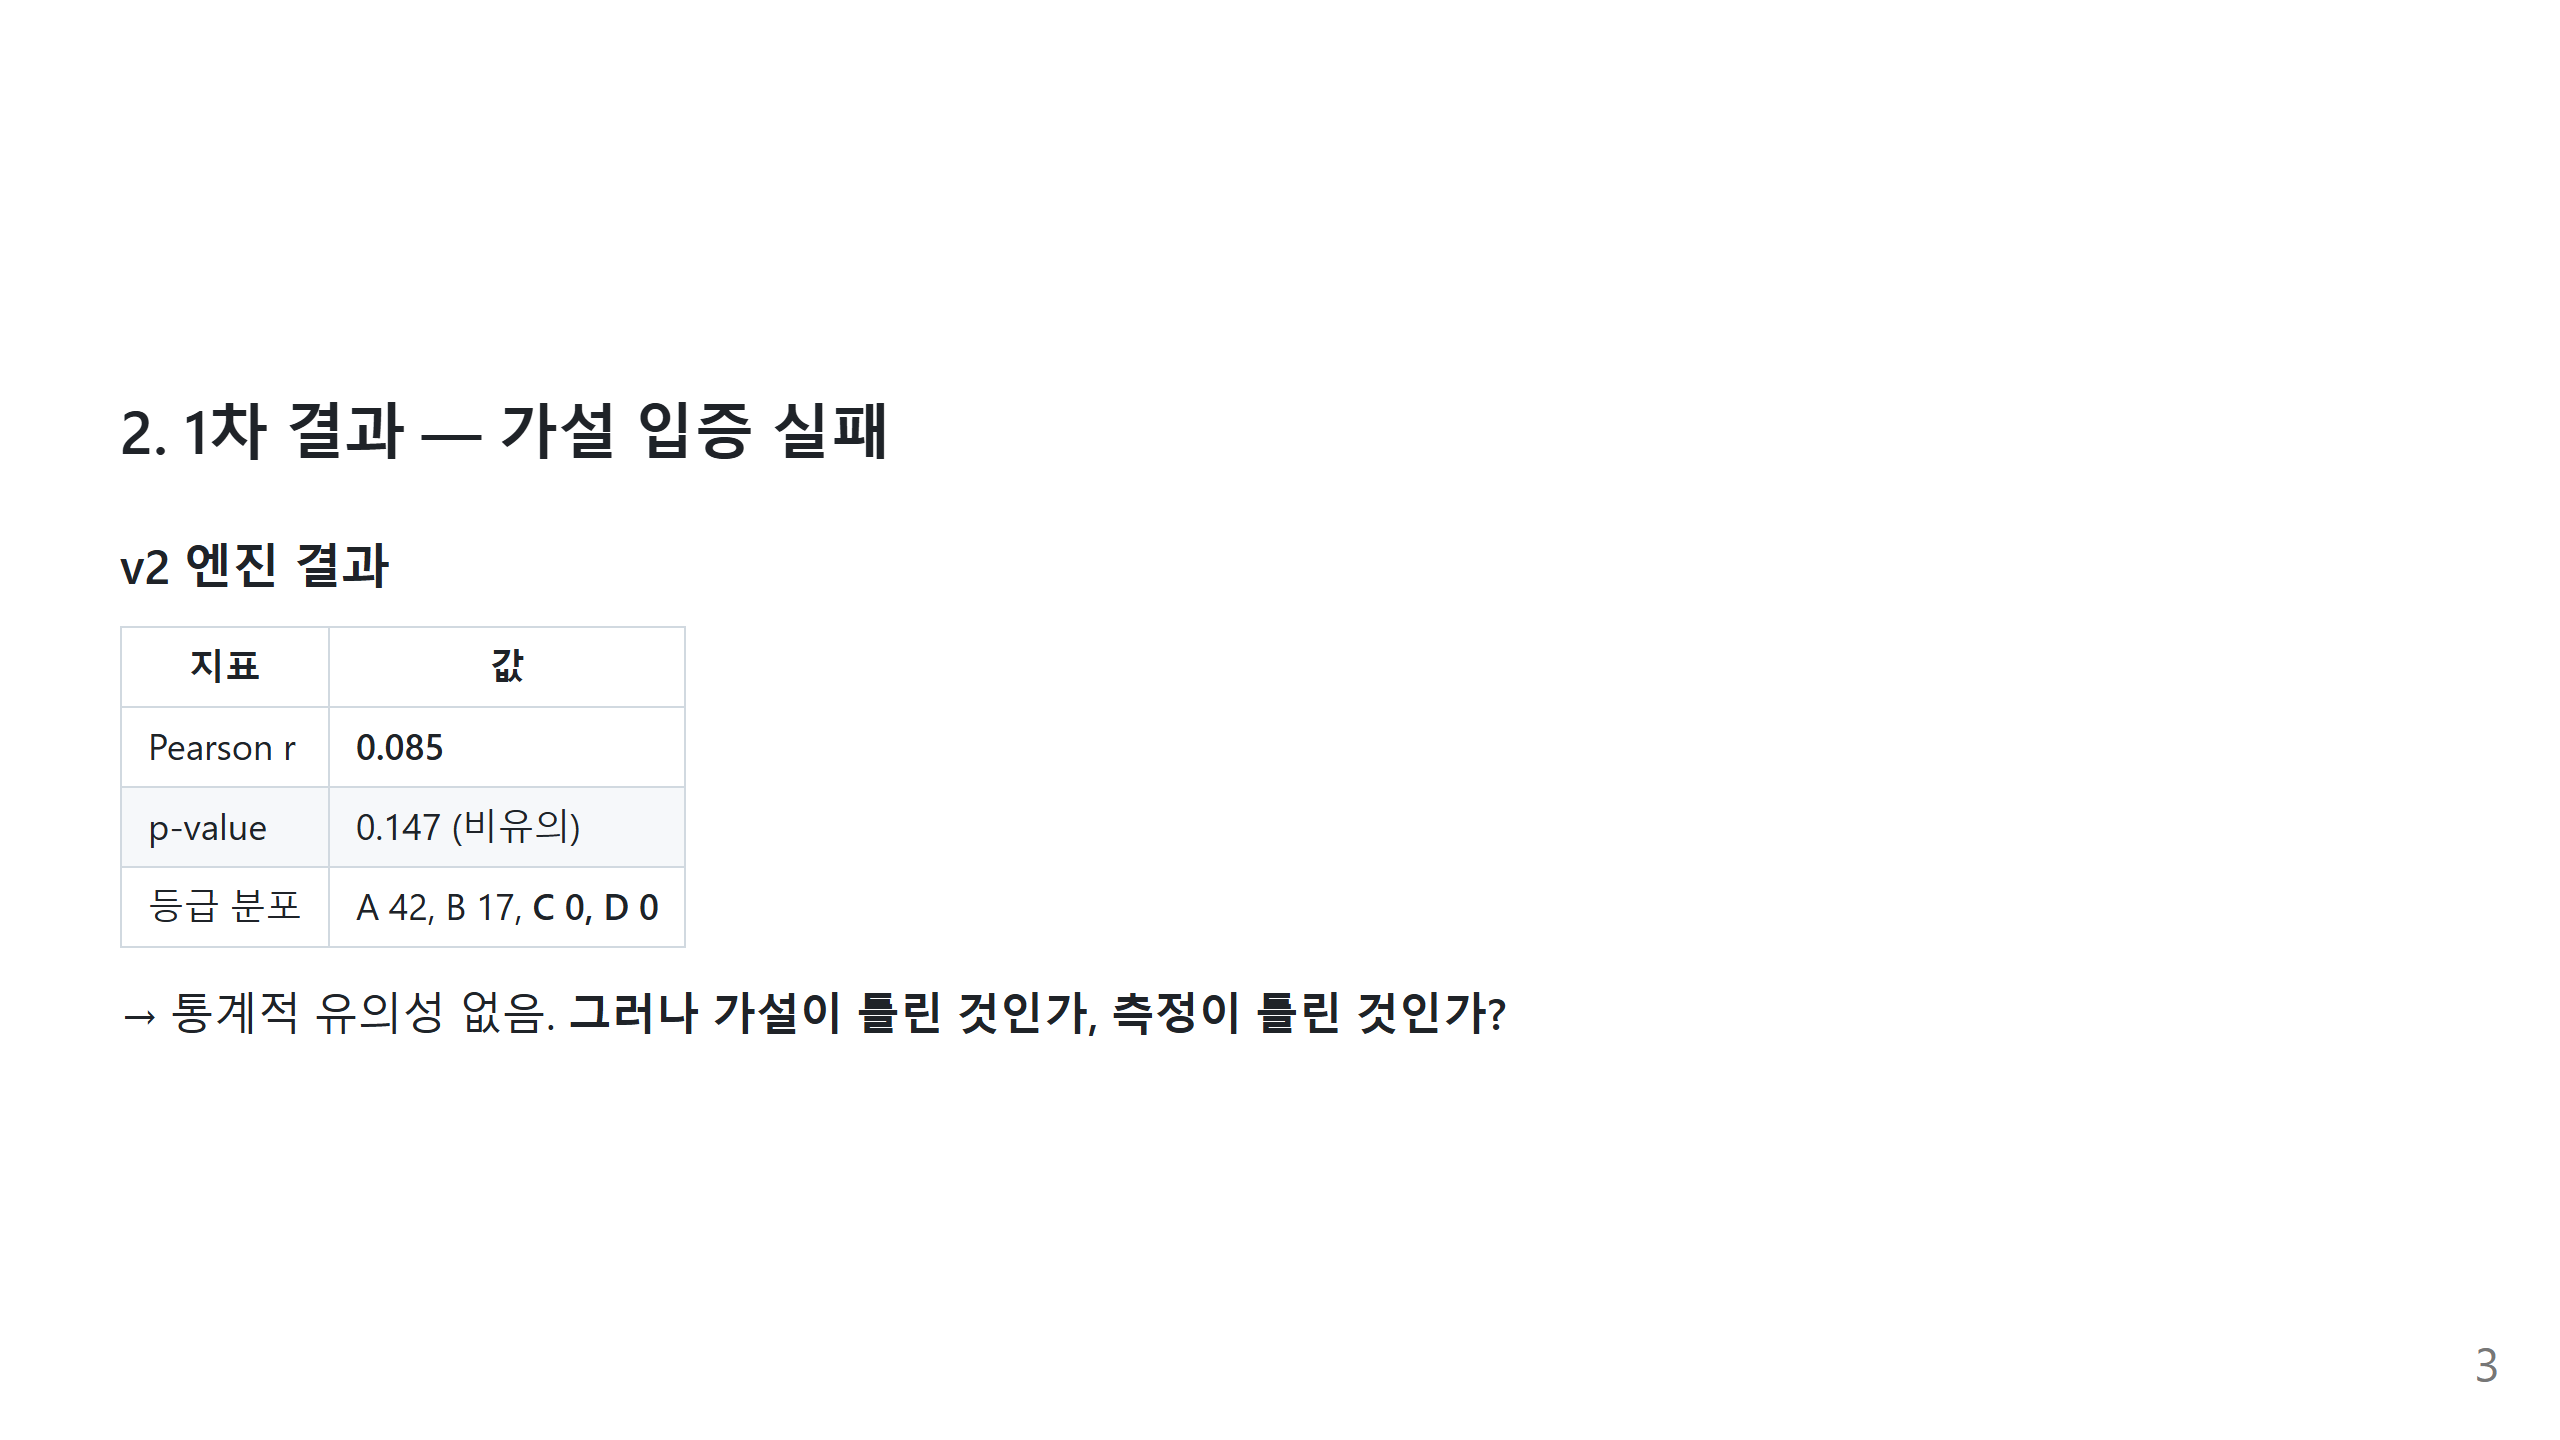 2. 1차 결과 — 가설 입증 실패
v2 엔진 결과
지표 값
Pearson r 0.085
p-value 0.147 (비유의)
등급 분포 A 42, B 17, C 0, D 0
→ 통계적 유의성 없음. 그러나 가설이 틀린 것인가, 측정이 틀린 것인가?
3